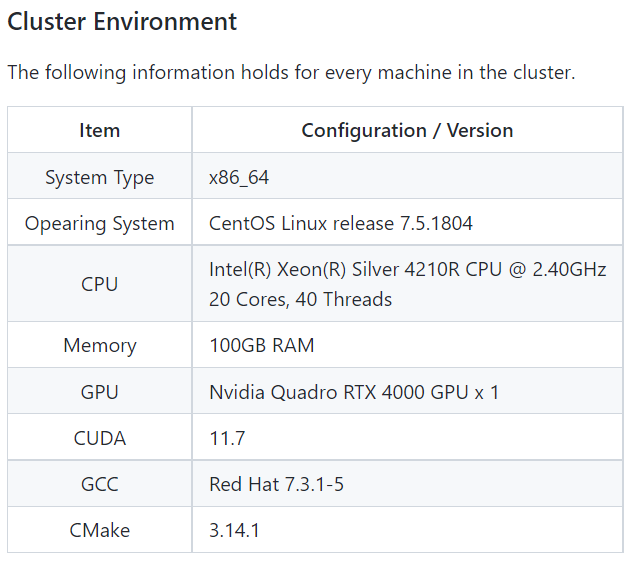 Cluster Environment
The following information holds for every machine in the cluster.
Item Configuration / Version
System Type x86_64
Opearing System CentOS Linux release 7.5.1804
CPU Intel(R) Xeon(R) Silver 4210R CPU @ 2.40GHz
20 Cores, 40 Threads
Memory 100GB RAM
GPU Nvidia Quadro RTX 4000 GPU x 1
CUDA 11.7
GCC Red Hat 7.3.1-5
CMake 3.14.1